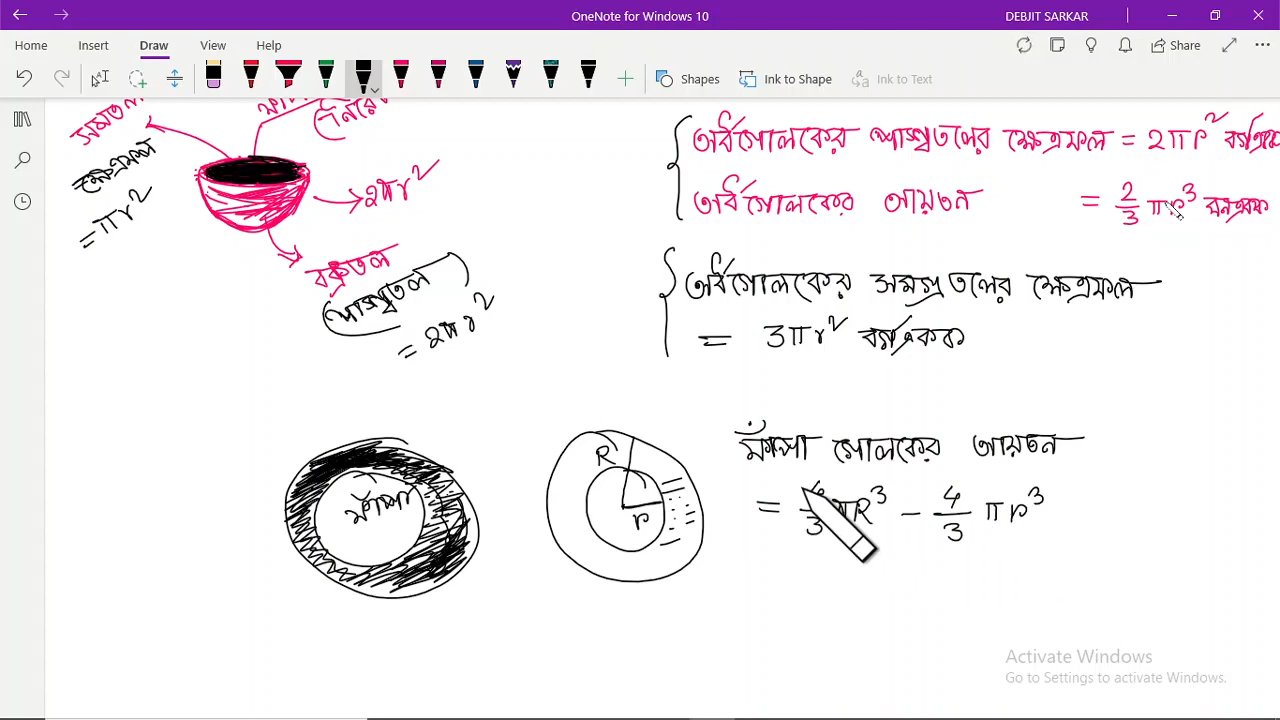 OneNote for Windows 10
DEBJIT SARKAR
Home Insert Draw View Help
Share
Shapes Ink to Shape Ink to Text
সমতল
ক্ষেত্রফল
= πr²
→ 2πr²
বক্রতল
(পার্শ্বতল)
= 2πr²
অর্ধগোলকের পার্শ্বতলের ক্ষেত্রফল = 2πr² বর্গএকক
অর্ধগোলকের আয়তন = 2/3 πr³ ঘনএকক
অর্ধগোলকের সমগ্রতলের ক্ষেত্রফল
= 3πr² বর্গএকক
ফাঁপা
R
r
ফাঁপা গোলকের আয়তন
= 4/3 πR³ - 4/3 πr³
Activate Windows
Go to Settings to activate Windows.